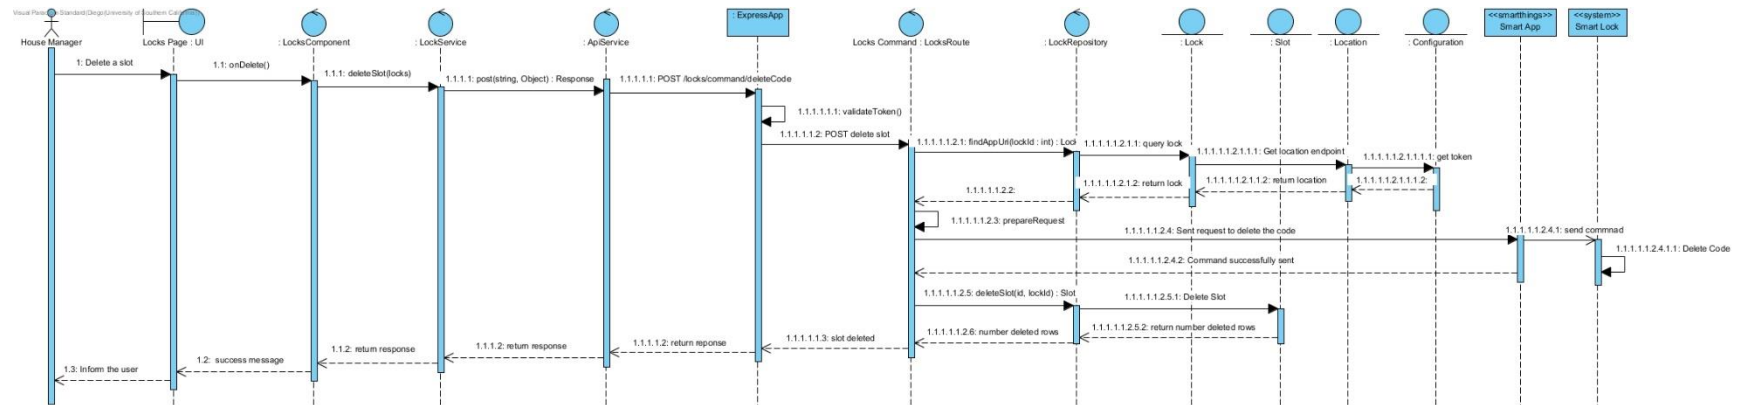 Visual Paradigm Standard(Diego(University of Southern California))
House Manager
Locks Page : UI
: LocksComponent
: LockService
: ApiService
: ExpressApp
Locks Command : LocksRoute
: LockRepository
: Lock
: Slot
: Location
: Configuration
<<smarthings>>
Smart App
<<system>>
Smart Lock
1: Delete a slot
1.1: onDelete()
1.1.1: deleteSlot(locks)
1.1.1.1: post(string, Object) : Response
1.1.1.1.1: POST /locks/command/deleteCode
1.1.1.1.1.1: validateToken()
1.1.1.1.1.2: POST delete slot
1.1.1.1.1.2.1: findAppUri(lockId : int) : Lock
1.1.1.1.1.2.1.1: query lock
1.1.1.1.1.2.1.1.1: Get location endpoint
1.1.1.1.1.2.1.1.1.1: get token
1.1.1.1.1.2.1.1.1.2:
1.1.1.1.1.2.1.1.2: return location
1.1.1.1.1.2.1.2: return lock
1.1.1.1.1.2.2:
1.1.1.1.1.2.3: prepareRequest
1.1.1.1.1.2.4: Sent request to delete the code
1.1.1.1.1.2.4.1: send commnad
1.1.1.1.1.2.4.1.1: Delete Code
1.1.1.1.1.2.4.2: Command successfully sent
1.1.1.1.1.2.5: deleteSlot(id, lockId) : Slot
1.1.1.1.1.2.5.1: Delete Slot
1.1.1.1.1.2.5.2: return number deleted rows
1.1.1.1.1.2.6: number deleted rows
1.1.1.1.1.3: slot deleted
1.1.1.1.2: return reponse
1.1.1.2: return response
1.1.2: return response
1.2: success message
1.3: Inform the user